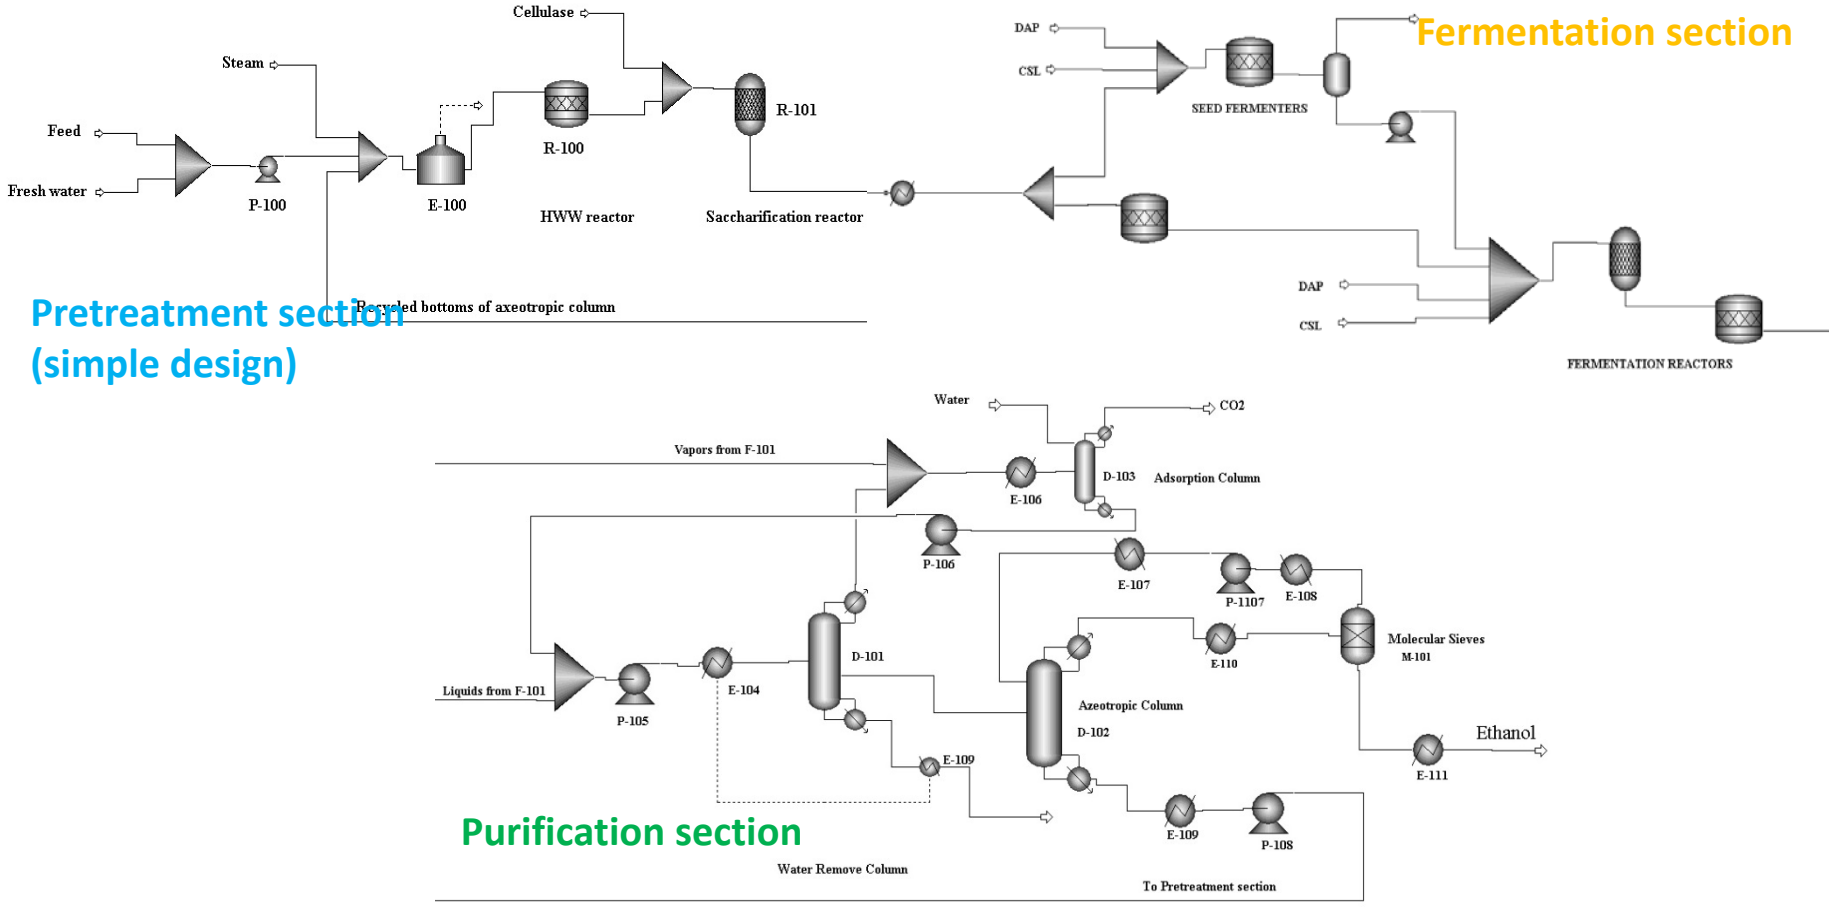 Cellulase
Steam
Feed
Fresh water
P-100
E-100
R-100
R-101
HWW reactor
Saccharification reactor
Recycled bottoms of axeotropic column
Pretreatment section
(simple design)
Fermentation section
DAP
CSL
SEED FERMENTERS
DAP
CSL
FERMENTATION REACTORS
Water
CO2
Vapors from F-101
E-106
D-103
Adsorption Column
P-106
E-107
P-1107
E-108
Molecular Sieves
M-101
E-110
D-101
E-104
Liquids from F-101
P-105
Azeotropic Column
D-102
Ethanol
E-111
E-109
E-109
P-108
Purification section
Water Remove Column
To Pretreatment section